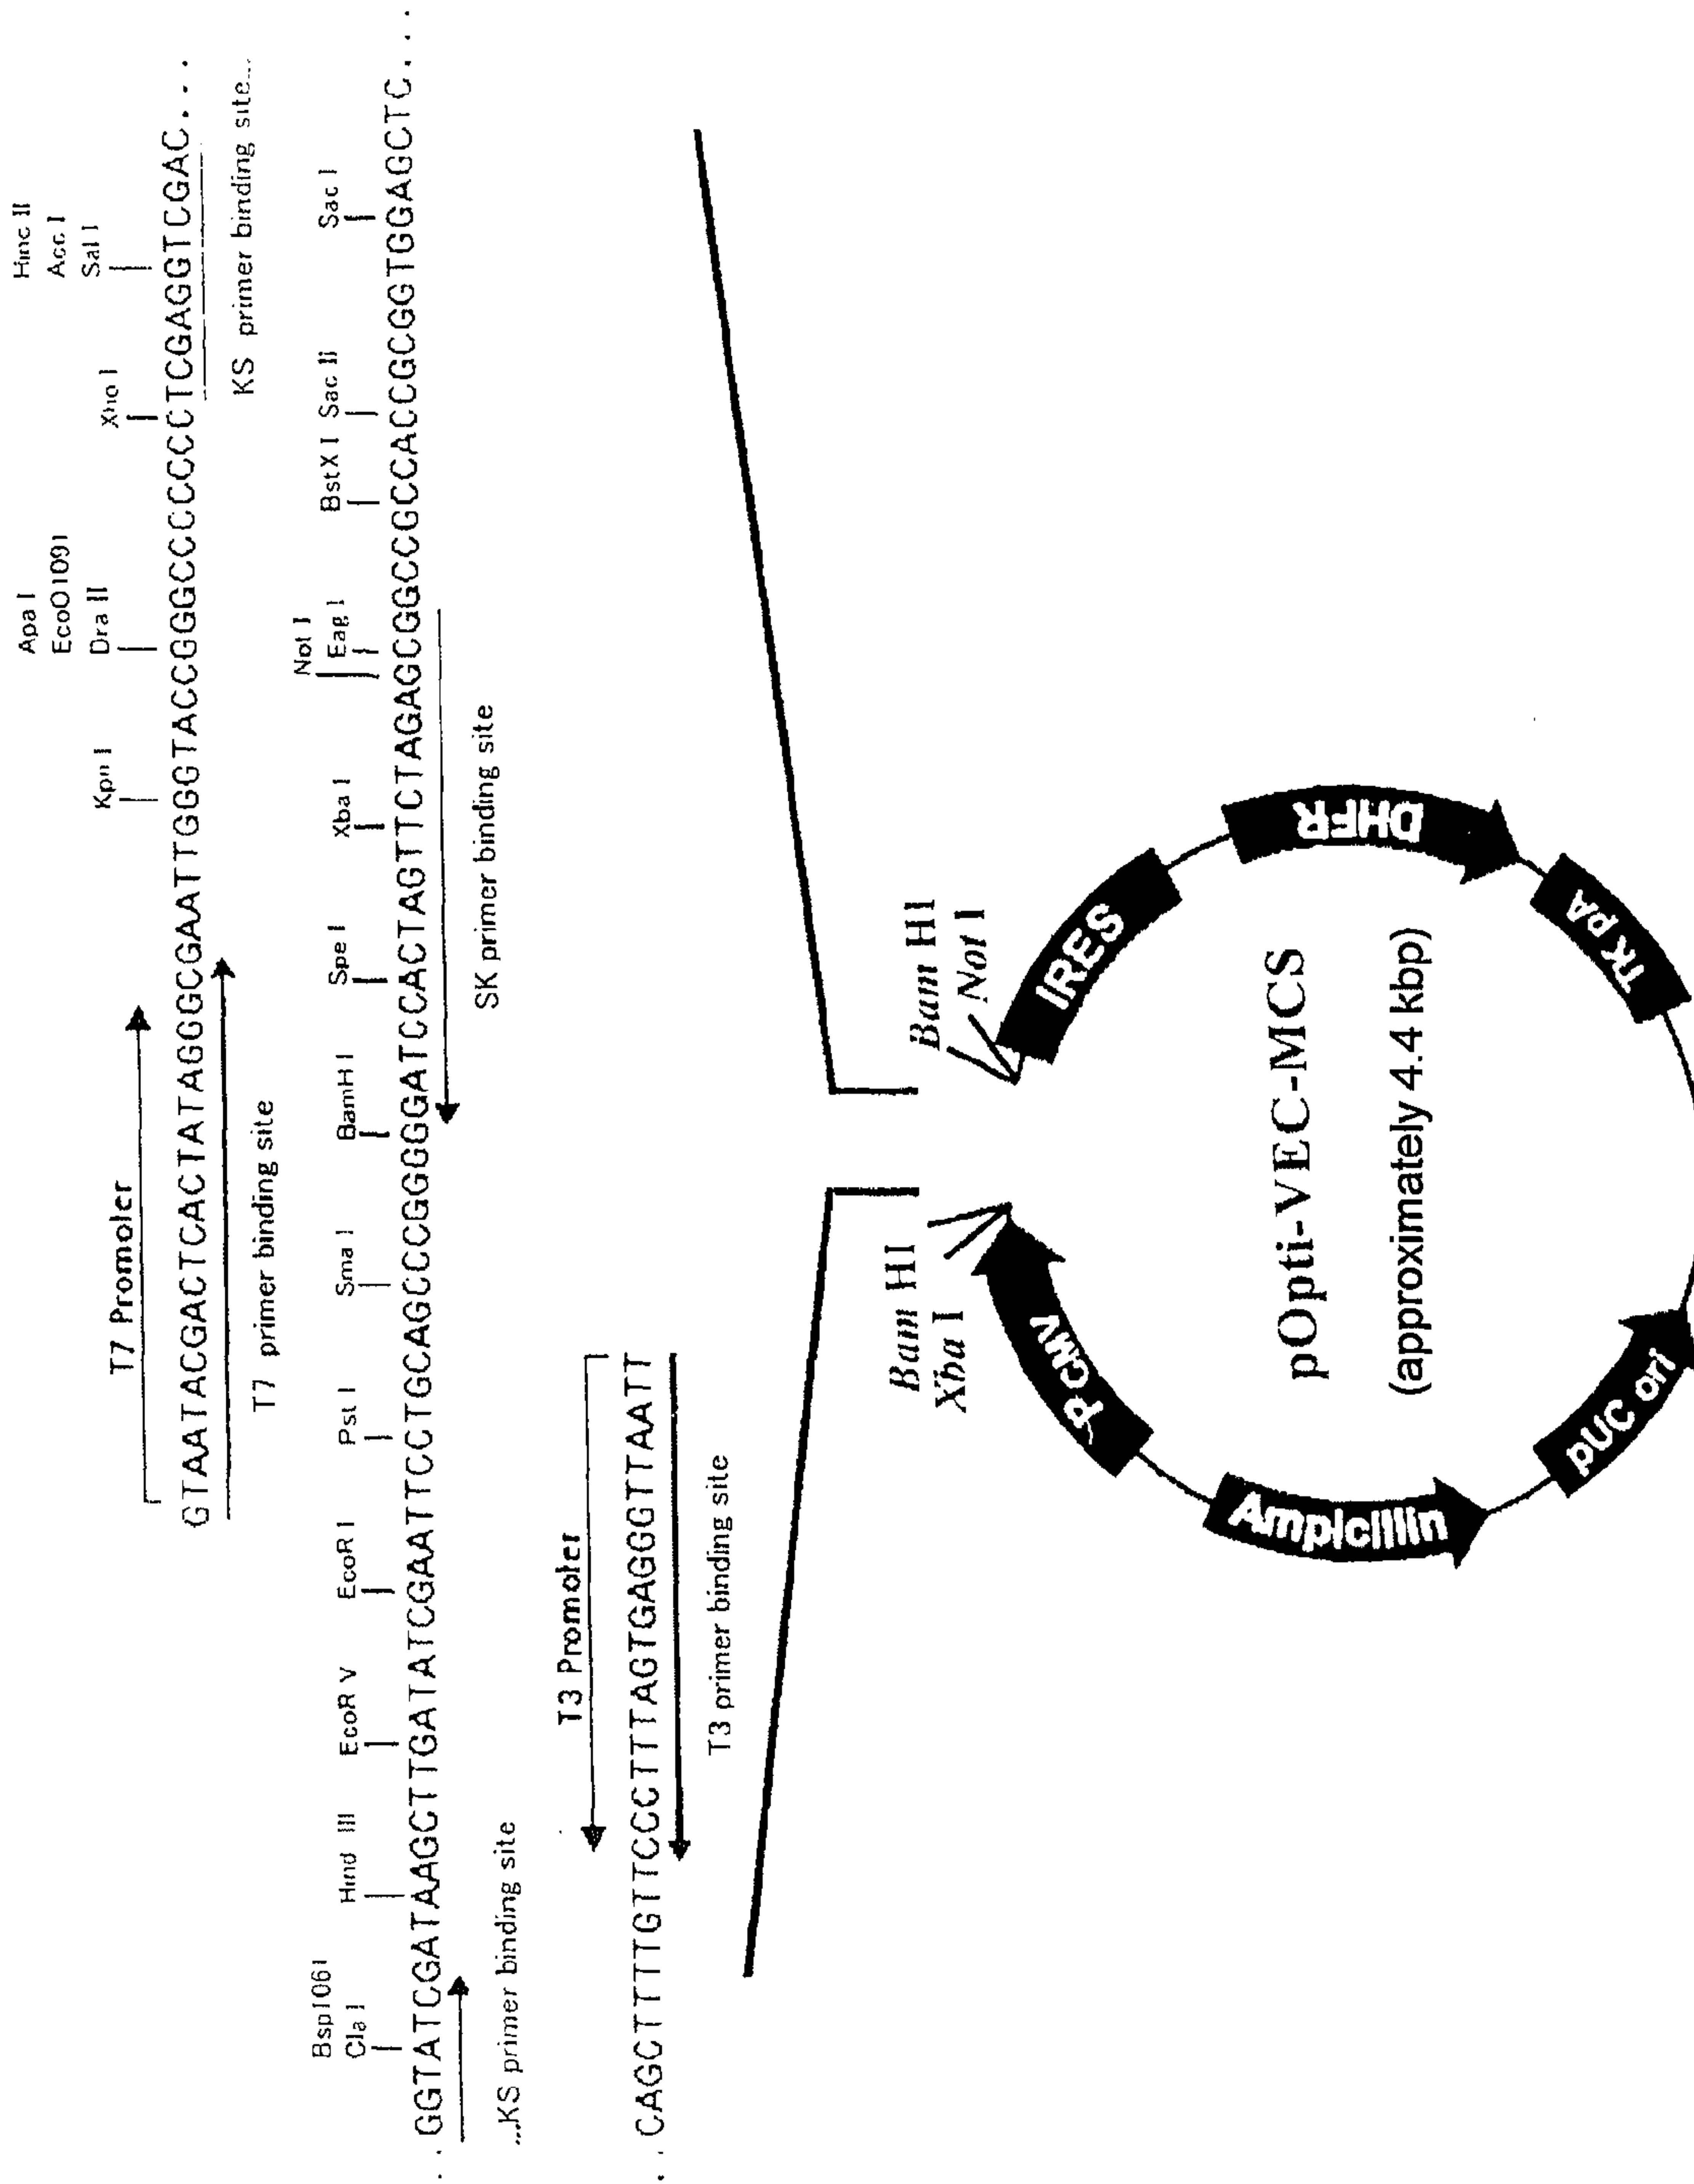 Apa I Hinc II
EcoO109I Acc I
T7 Promoter Kpn I Dra II Xho I Sal I
GTAATACGACTCACTATAGGGCGAATTGGGTACCGGGCCCCCCCTCGAGGTCGAC...
T7 primer binding site KS primer binding site...
Bsp106I Not I
Cla I Hind III EcoR V EcoR I Pst I Sma I BamH I Spe I Xba I Eag I BstX I Sac II Sac I
..GGTATCGATAAGCTTGATATCGAATTCCTGCAGCCCGGGGGATCCACTAGTTCTAGAGCGGCCGCCACCGCGGTGGAGCTC...
...KS primer binding site SK primer binding site
T3 Promoter
..CAGCTTTTGTTCCCTTTAGTGAGGGTTAATT
T3 primer binding site
Bam HI Bam HI
Xba I Not I
P CMV IRES
Ampicillin DHFR
pOpti-VEC-MCS
(approximately 4.4 kbp)
pUC ori TK pA